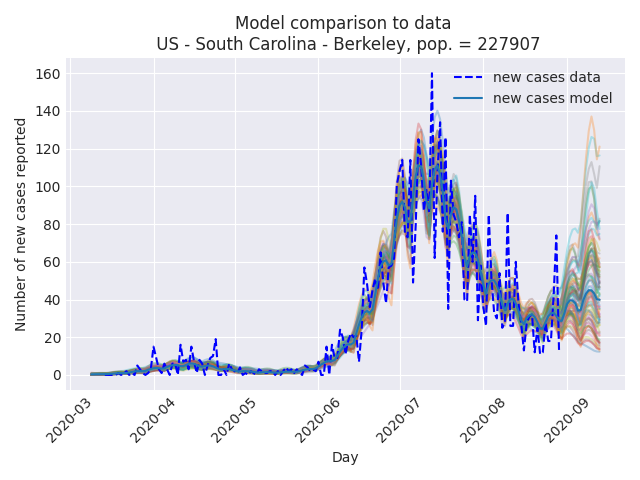 Model comparison to data
US - South Carolina - Berkeley, pop. = 227907
new cases data
new cases model
Number of new cases reported
160
140
120
100
80
60
40
20
0
2020-03
2020-04
2020-05
2020-06
2020-07
2020-08
2020-09
Day